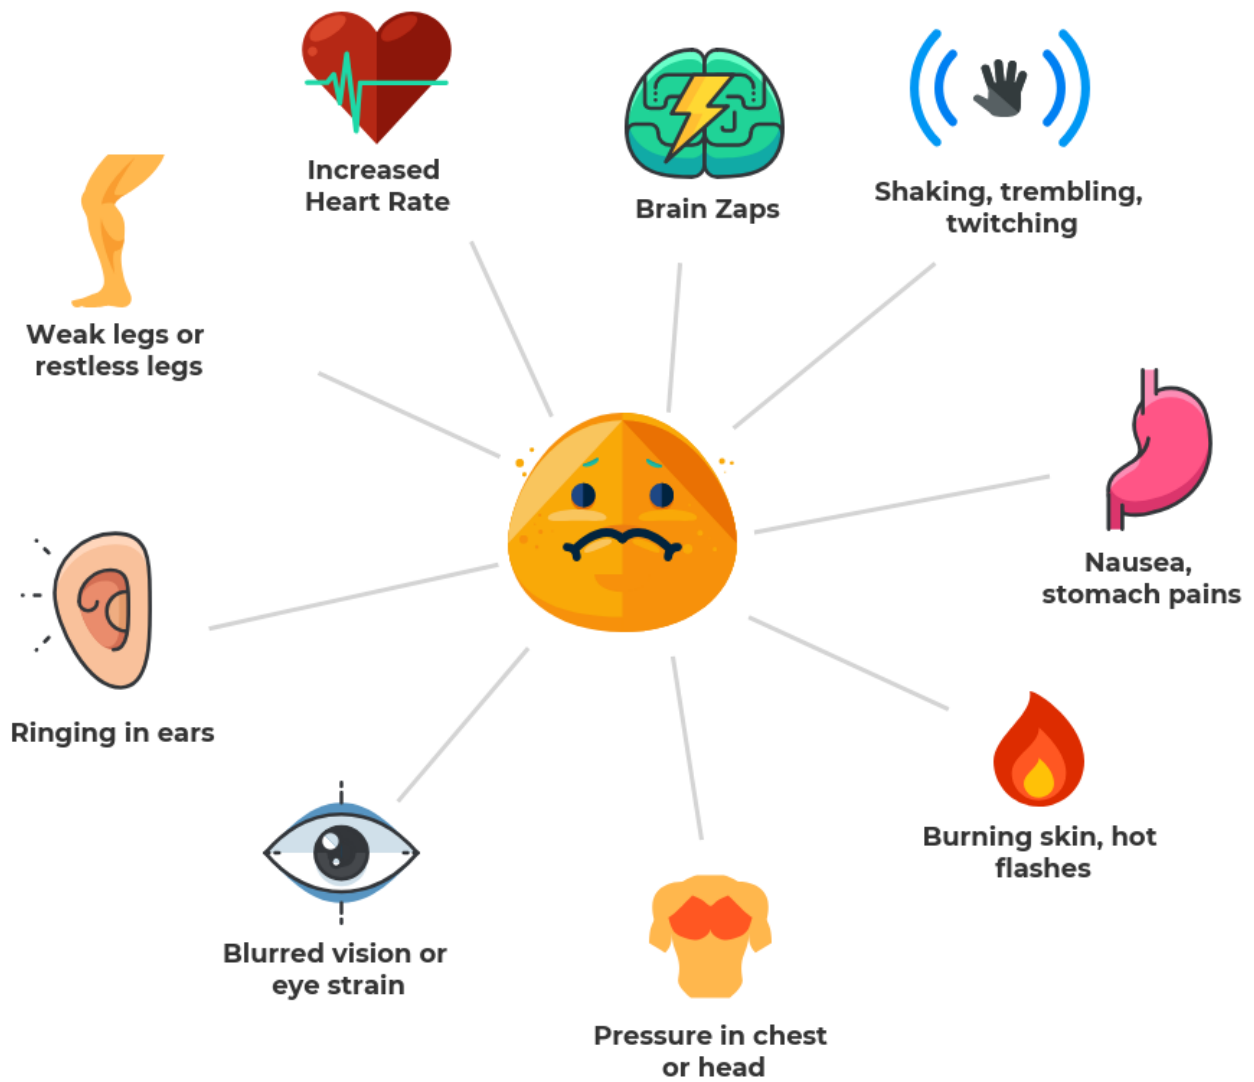 Increased
Heart Rate
Brain Zaps
Shaking, trembling,
twitching
Weak legs or
restless legs
Nausea,
stomach pains
Ringing in ears
Burning skin, hot
flashes
Blurred vision or
eye strain
Pressure in chest
or head